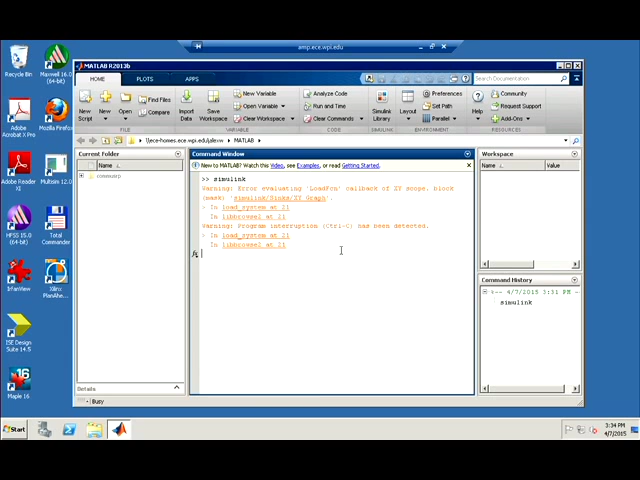 amp.ece.wpi.edu
Recycle Bin
Maxwell 16.0 (64-bit)
Adobe Acrobat X Pro
Mozilla Firefox
Adobe Reader XI
Multisim 12.0
HFSS 15.0 (64-bit)
Total Commander
IrfanView
Xilinx PlanAhe...
ISE Design Suite 14.5
Maple 16
MATLAB R2013b
HOME PLOTS APPS
Search Documentation
New Script
New
Open
Find Files
Compare
Import Data
Save Workspace
New Variable
Open Variable
Clear Workspace
Analyze Code
Run and Time
Clear Commands
Simulink Library
Layout
Preferences
Set Path
Parallel
Help
Community
Request Support
Add-Ons
FILE VARIABLE CODE SIMULINK ENVIRONMENT RESOURCES
MATLAB
Current Folder
Name
Details
Command Window
New to MATLAB? Watch this Video, see Examples, or read Getting Started.
>> simulink
Warning: Error evaluating 'LoadFcn' callback of XY scope. block
(mask) 'simulink/Sinks/XY Graph'.
> In load_system at 21
In libbrowse2 at 21
Warning: Program interruption (Ctrl-C) has been detected.
> In load_system at 21
In libbrowse2 at 21
fx
Workspace
Name Value
Command History
4/7/2015 3:31 PM
simulink
Busy
Start
3:34 PM
4/7/2015